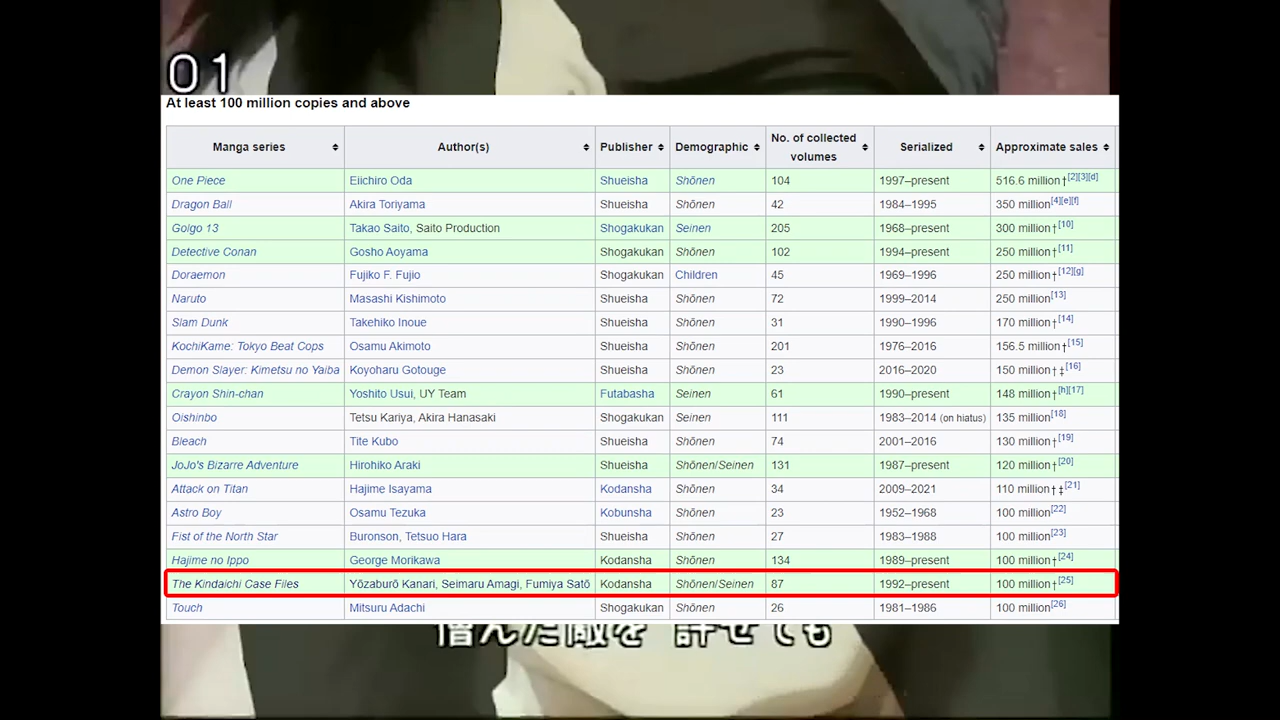 01
At least 100 million copies and above
Manga series Author(s) Publisher Demographic No. of collected volumes Serialized Approximate sales
One Piece Eiichiro Oda Shueisha Shōnen 104 1997–present 516.6 million†[2][3][d]
Dragon Ball Akira Toriyama Shueisha Shōnen 42 1984–1995 350 million[4][e][f]
Golgo 13 Takao Saito, Saito Production Shogakukan Seinen 205 1968–present 300 million†[10]
Detective Conan Gosho Aoyama Shogakukan Shōnen 102 1994–present 250 million†[11]
Doraemon Fujiko F. Fujio Shogakukan Children 45 1969–1996 250 million†[12][g]
Naruto Masashi Kishimoto Shueisha Shōnen 72 1999–2014 250 million[13]
Slam Dunk Takehiko Inoue Shueisha Shōnen 31 1990–1996 170 million†[14]
KochiKame: Tokyo Beat Cops Osamu Akimoto Shueisha Shōnen 201 1976–2016 156.5 million†[15]
Demon Slayer: Kimetsu no Yaiba Koyoharu Gotouge Shueisha Shōnen 23 2016–2020 150 million†‡[16]
Crayon Shin-chan Yoshito Usui, UY Team Futabasha Seinen 61 1990–present 148 million†[h][17]
Oishinbo Tetsu Kariya, Akira Hanasaki Shogakukan Seinen 111 1983–2014 (on hiatus) 135 million[18]
Bleach Tite Kubo Shueisha Shōnen 74 2001–2016 130 million†[19]
JoJo's Bizarre Adventure Hirohiko Araki Shueisha Shōnen/Seinen 131 1987–present 120 million†[20]
Attack on Titan Hajime Isayama Kodansha Shōnen 34 2009–2021 110 million†‡[21]
Astro Boy Osamu Tezuka Kobunsha Shōnen 23 1952–1968 100 million[22]
Fist of the North Star Buronson, Tetsuo Hara Shueisha Shōnen 27 1983–1988 100 million[23]
Hajime no Ippo George Morikawa Kodansha Shōnen 134 1989–present 100 million†[24]
The Kindaichi Case Files Yōzaburō Kanari, Seimaru Amagi, Fumiya Satō Kodansha Shōnen/Seinen 87 1992–present 100 million†[25]
Touch Mitsuru Adachi Shogakukan Shōnen 26 1981–1986 100 million[26]
憎んだ敵を 許せても